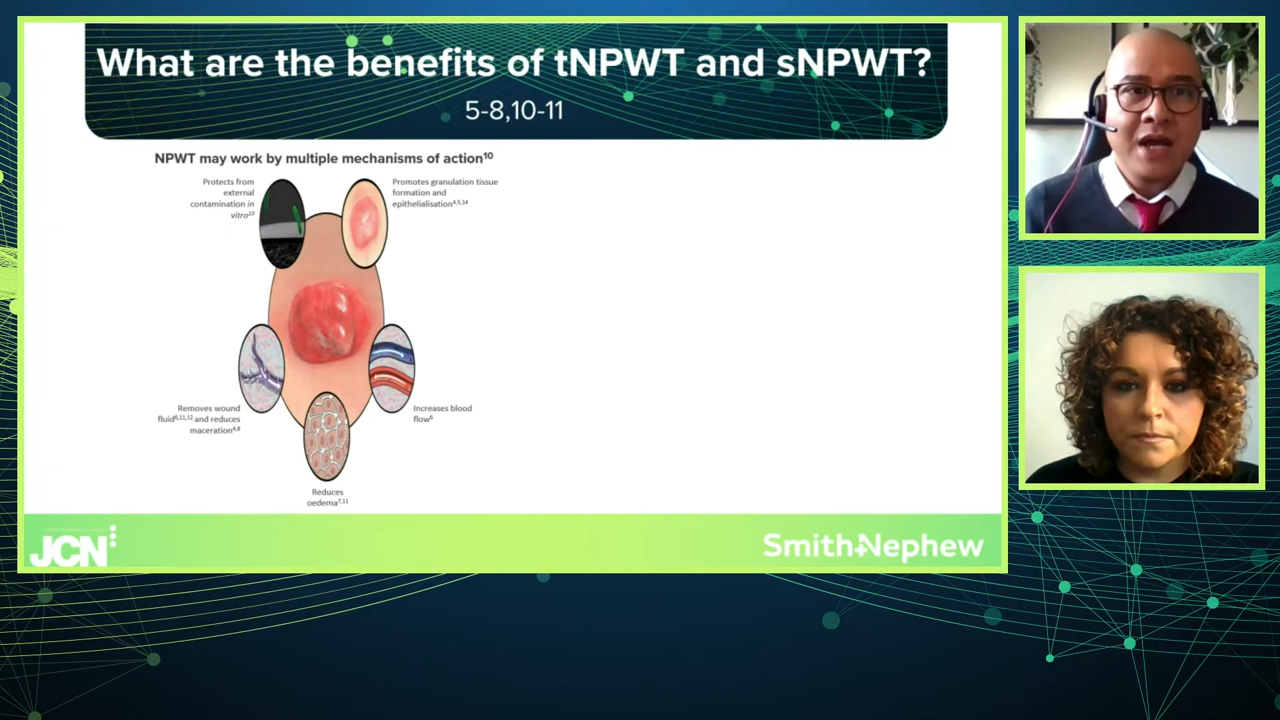 What are the benefits of tNPWT and sNPWT?
5-8,10-11
NPWT may work by multiple mechanisms of action¹⁰
Protects from
external
contamination in
vitro¹³
Promotes granulation tissue
formation and
epithelialisation⁴,⁵,¹⁴
Removes wound
fluid⁶,¹¹,¹² and reduces
maceration⁴,⁸
Increases blood
flow⁶
Reduces
oedema⁷,¹¹
JCN
Smith+Nephew